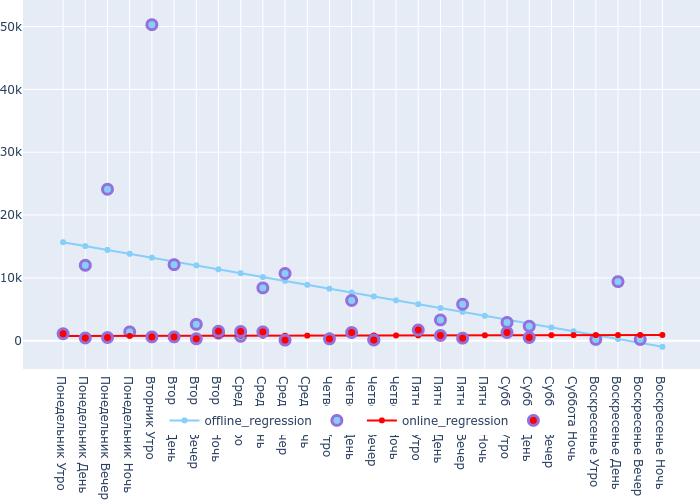 50k
40k
30k
20k
10k
0
Понедельник Утро
Понедельник День
Понедельник Вечер
Понедельник Ночь
Вторник Утро
Втор День
Втор Вечер
Втор Ночь
Сред ро
Сред нь
Сред чер
Сред чь
Четв тро
Четв День
Четв Вечер
Четв Ночь
Пятн Утро
Пятн День
Пятн Вечер
Пятн Ночь
Субб Утро
Субб День
Субб Вечер
Суббота Ночь
Воскресенье Утро
Воскресенье День
Воскресенье Вечер
Воскресенье Ночь
offline_regression
online_regression